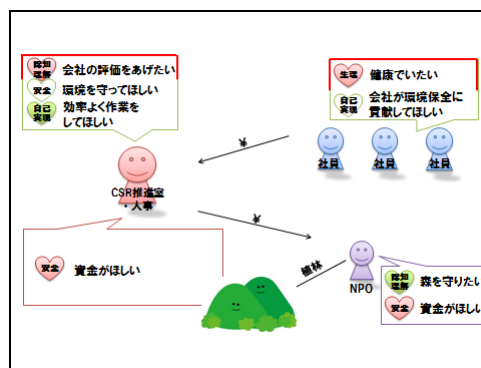 認知
理解
会社の評価をあげたい
安全
環境を守ってほしい
自己
実現
効率よく作業を
してほしい
生理
健康でいたい
自己
実現
会社が環境保全に
貢献してほしい
¥
社員
社員
社員
CSR推進室
・人事
¥
安全
資金がほしい
植林
NPO
認知
理解
森を守りたい
安全
資金がほしい